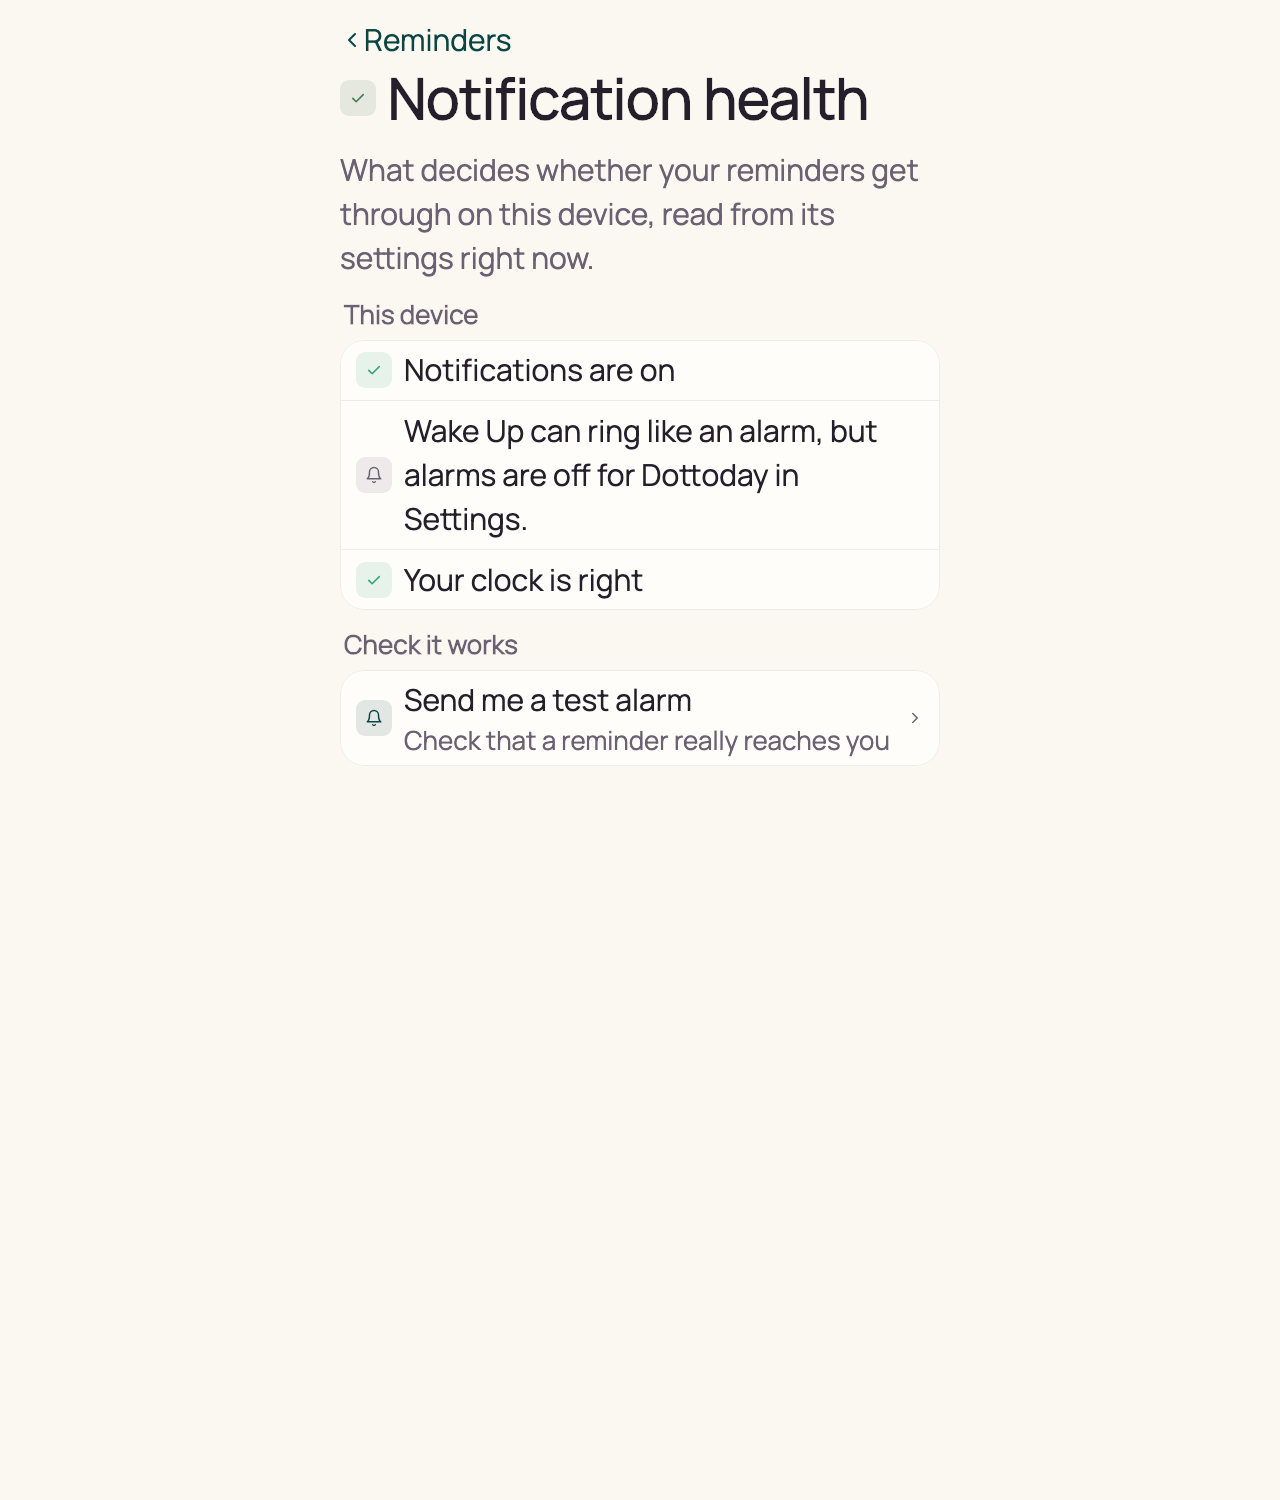 Reminders
Notification health
What decides whether your reminders get
through on this device, read from its
settings right now.
This device
Notifications are on
Wake Up can ring like an alarm, but
alarms are off for Dottoday in
Settings.
Your clock is right
Check it works
Send me a test alarm
Check that a reminder really reaches you